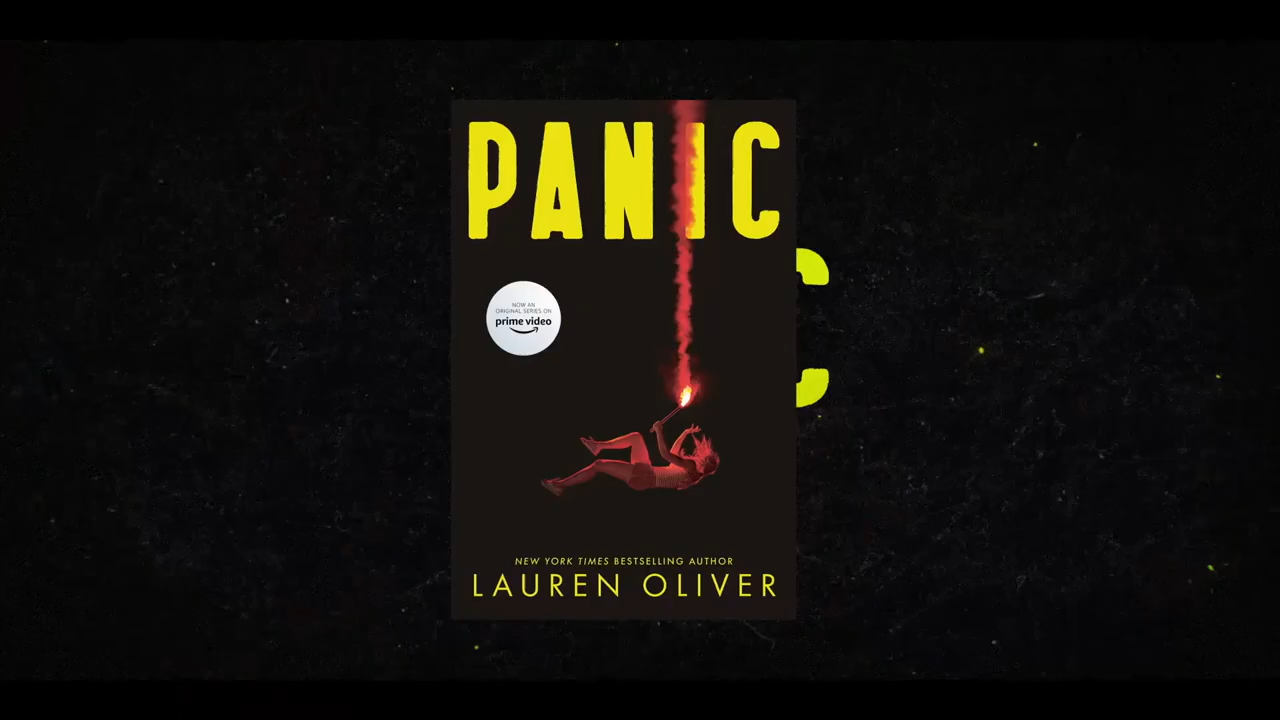 PANIC
C
NOW AN
ORIGINAL SERIES ON
prime video
NEW YORK TIMES BESTSELLING AUTHOR
LAUREN OLIVER